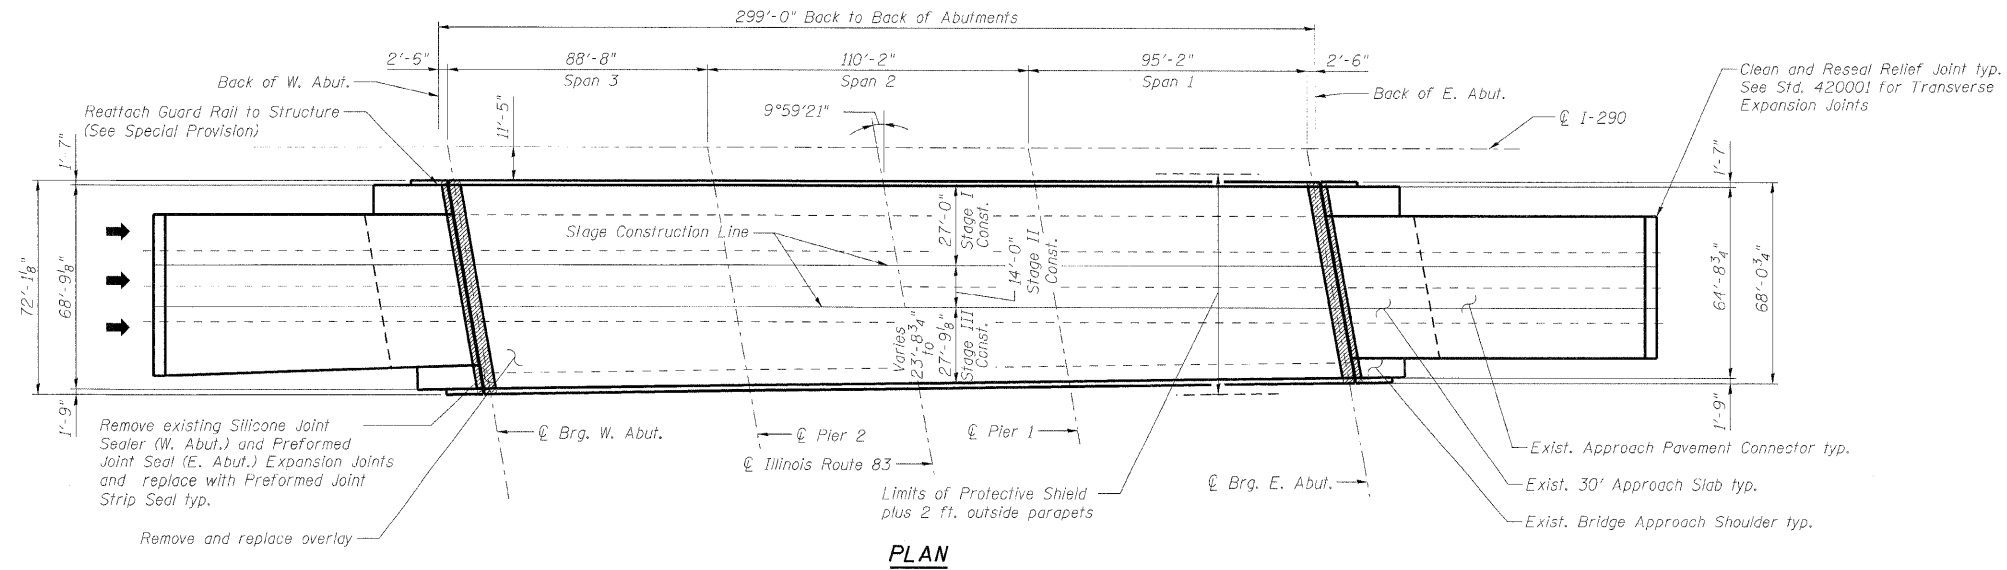 299'-0" Back to Back of Abutments
2'-6"
88'-8"
110'-2"
95'-2"
2'-6"
Span 3
Span 2
Span 1
Back of W. Abut.
Back of E. Abut.
Clean and Reseal Relief Joint typ.
See Std. 420001 for Transverse
Expansion Joints
Reattach Guard Rail to Structure
(See Special Provision)
11'-5"
9°59'21"
℄ I-290
1'-7"
1'-7"
72'-1⅛"
68'-9⅛"
Stage Construction Line
27'-0"
Stage I
Const.
14'-0"
Stage II
Const.
Varies
23'-8¾"
to
27'-9⅛"
Stage III
Const.
64'-8¾"
68'-0¾"
1'-9"
1'-9"
Remove existing Silicone Joint
Sealer (W. Abut.) and Preformed
Joint Seal (E. Abut.) Expansion Joints
and replace with Preformed Joint
Strip Seal typ.
Remove and replace overlay
℄ Brg. W. Abut.
℄ Pier 2
℄ Pier 1
℄ Illinois Route 83
Limits of Protective Shield
plus 2 ft. outside parapets
℄ Brg. E. Abut.
Exist. Approach Pavement Connector typ.
Exist. 30' Approach Slab typ.
Exist. Bridge Approach Shoulder typ.
PLAN